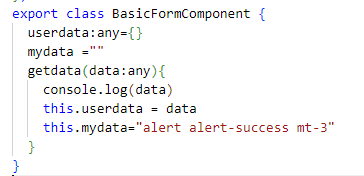 export class BasicFormComponent {
  userdata:any={}
  mydata =""
  getdata(data:any){
    console.log(data)
    this.userdata = data
    this.mydata="alert alert-success mt-3"
  }
}